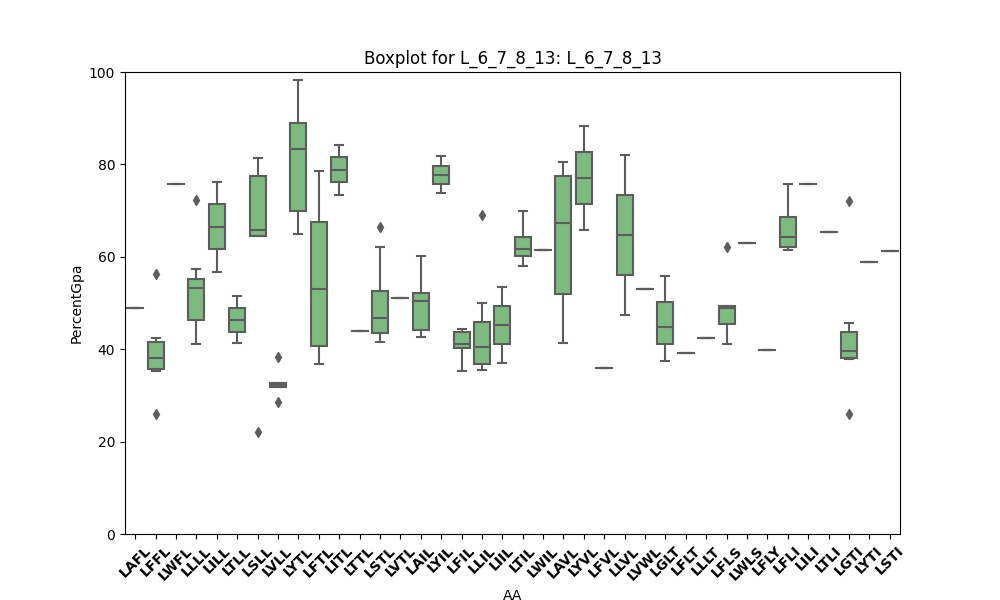 Boxplot for L_6_7_8_13: L_6_7_8_13
100
80
60
40
20
0
PercentGpa
LAFL LFFL LWFL LLLL LILL LTLL LSLL LVLL LYTL LFTL LITL LTTL LSTL LVTL LAIL LYIL LFIL LLIL LIIL LTIL LWIL LAVL LYVL LFVL LLVL LVWL LGLT LFLT LLLT LFLS LWLS LFLY LFLI LILI LTLI LGTI LYTI LSTI
AA